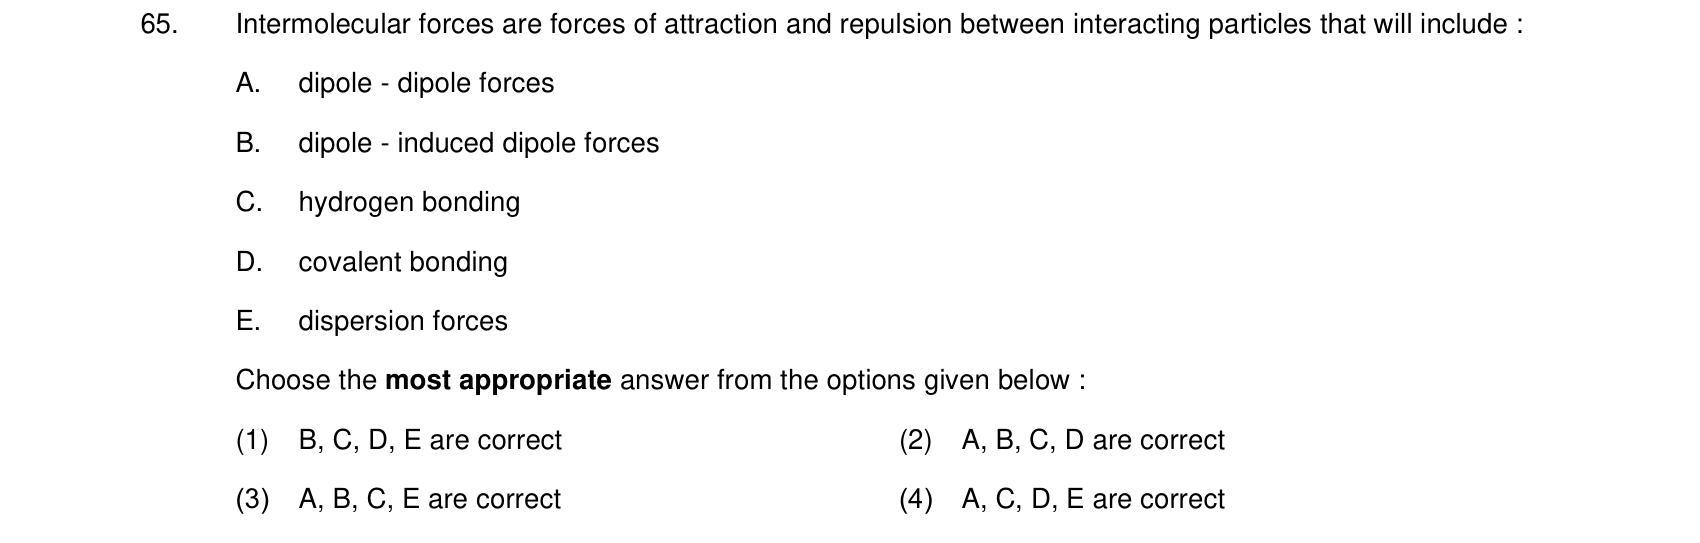 65. Intermolecular forces are forces of attraction and repulsion between interacting particles that will include :
A. dipole - dipole forces
B. dipole - induced dipole forces
C. hydrogen bonding
D. covalent bonding
E. dispersion forces
Choose the most appropriate answer from the options given below :
(1) B, C, D, E are correct (2) A, B, C, D are correct
(3) A, B, C, E are correct (4) A, C, D, E are correct